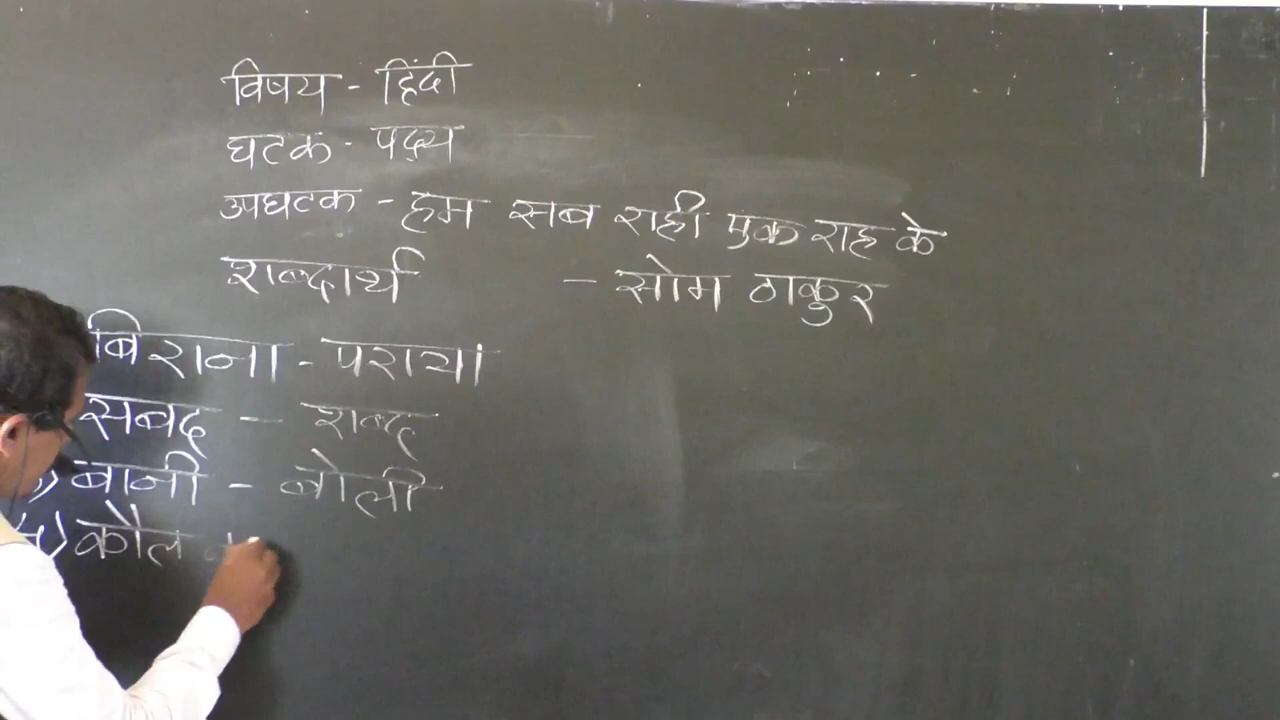 विषय - हिंदी
घटक - पद्य
उपघटक - हम सब राही एक राह के
शब्दार्थ - सोम ठाकुर
बिराना - पराया
सबद - शब्द
) बानी - बोली
) कौल